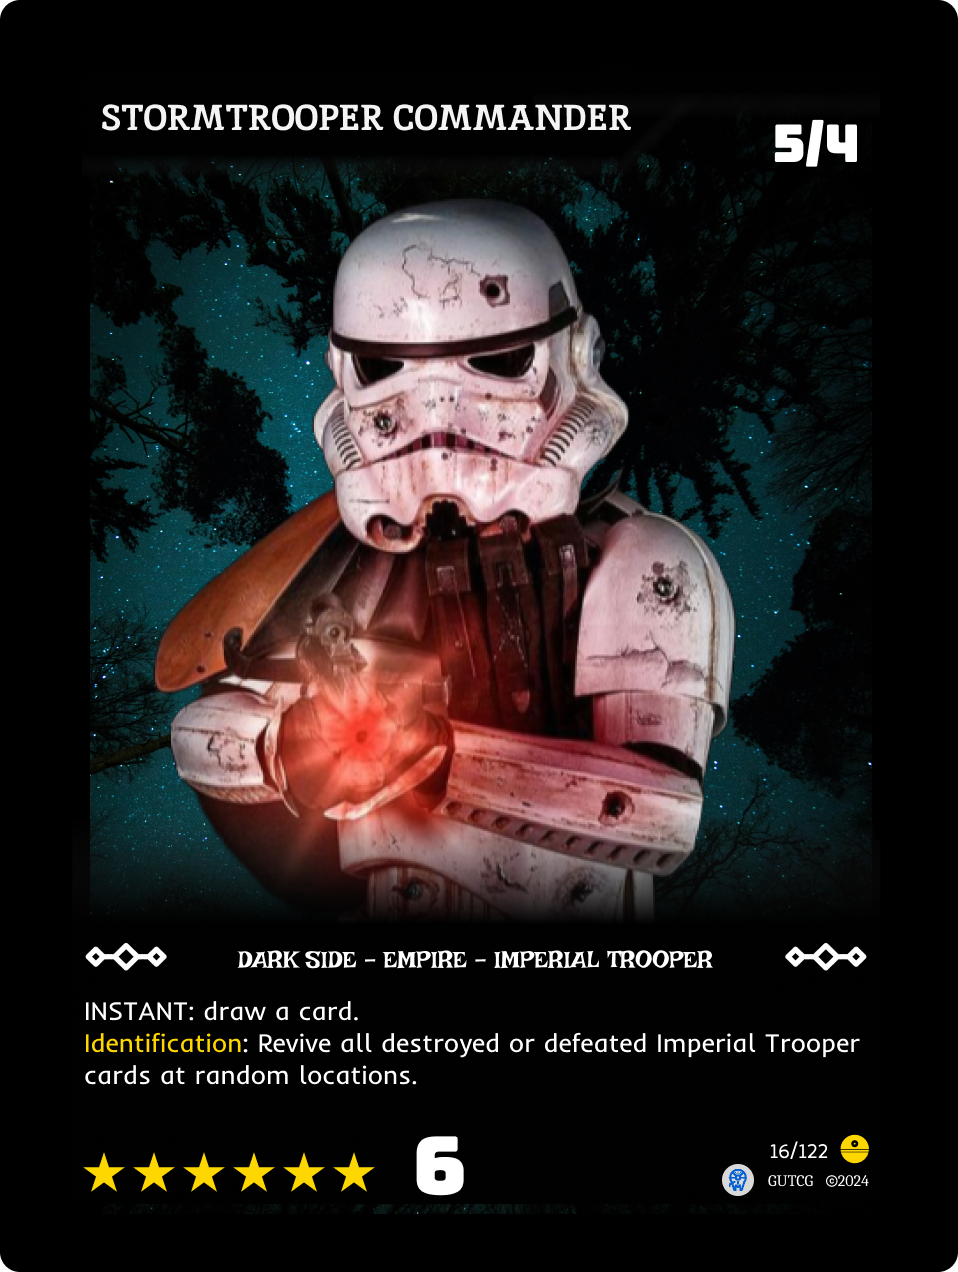 STORMTROOPER COMMANDER
5/4
DARK SIDE - EMPIRE - IMPERIAL TROOPER
INSTANT: draw a card.
Identification: Revive all destroyed or defeated Imperial Trooper
cards at random locations.
6
16/122
GUTCG ©2024